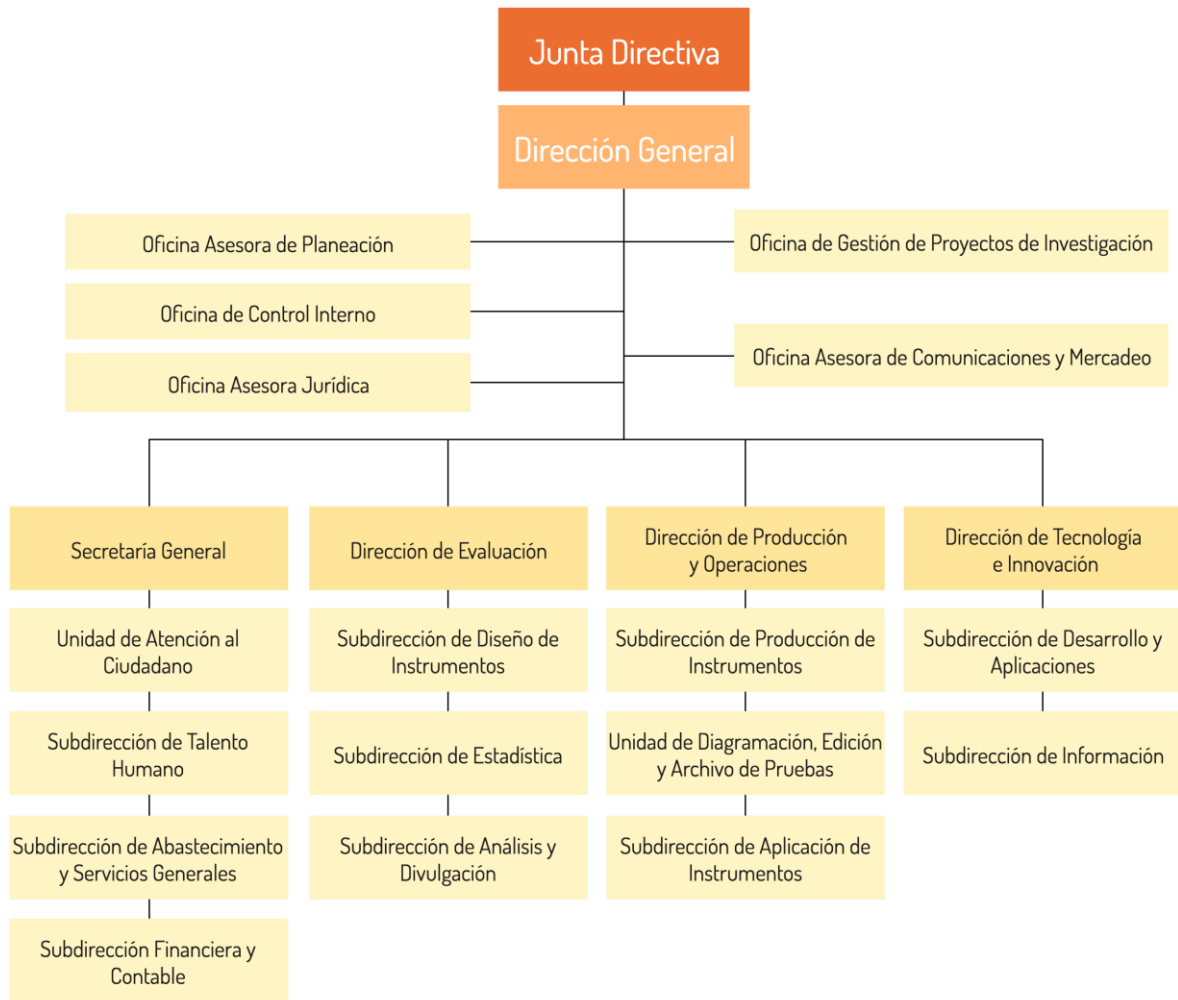 Junta Directiva
Dirección General
Oficina Asesora de Planeación
Oficina de Gestión de Proyectos de Investigación
Oficina de Control Interno
Oficina Asesora de Comunicaciones y Mercadeo
Oficina Asesora Jurídica
Secretaría General
Unidad de Atención al
Ciudadano
Subdirección de Talento
Humano
Subdirección de Abastecimiento
y Servicios Generales
Subdirección Financiera y
Contable
Dirección de Evaluación
Subdirección de Diseño de
Instrumentos
Subdirección de Estadística
Subdirección de Análisis y
Divulgación
Dirección de Producción
y Operaciones
Subdirección de Producción de
Instrumentos
Unidad de Diagramación, Edición
y Archivo de Pruebas
Subdirección de Aplicación de
Instrumentos
Dirección de Tecnología
e Innovación
Subdirección de Desarrollo y
Aplicaciones
Subdirección de Información